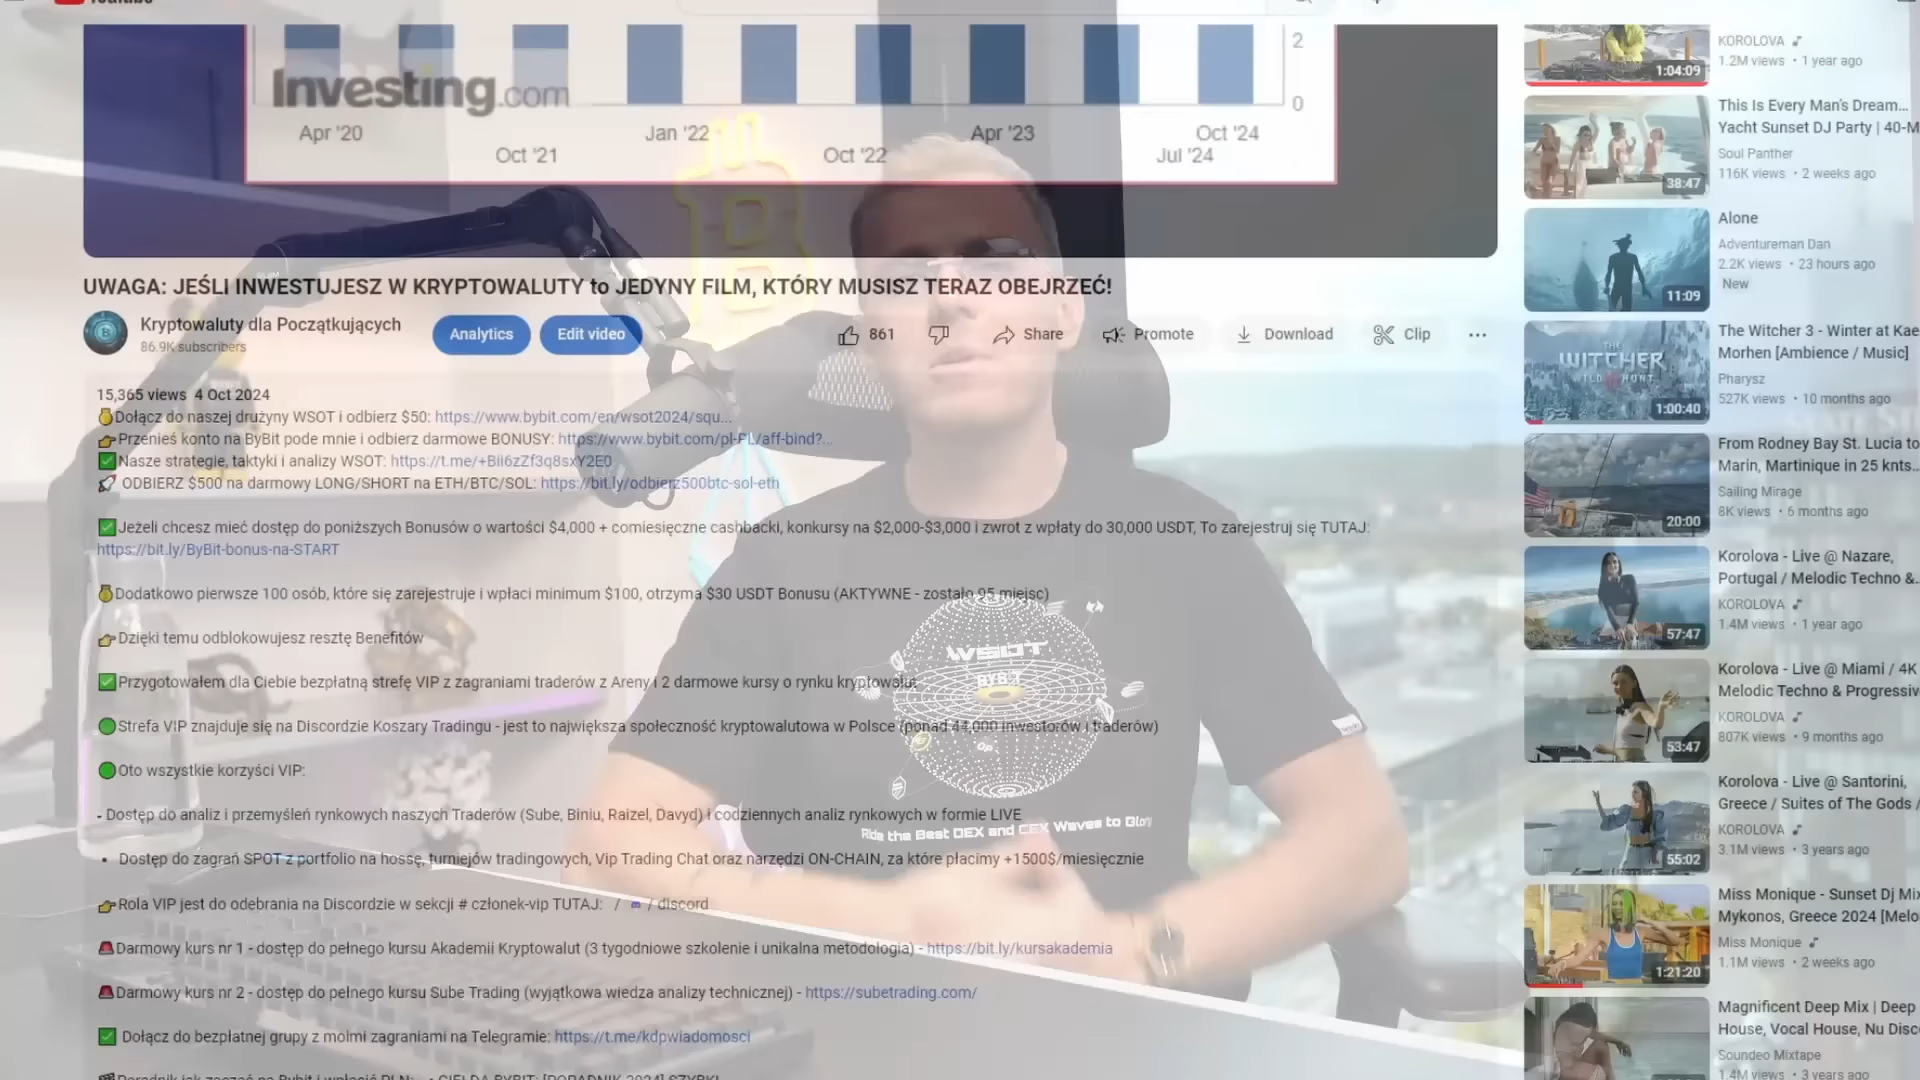 2
Investing.com
0
Apr '20
Jan '22
Apr '23
Oct '24
Oct '21
Oct '22
Jul '24
UWAGA: JEŚLI INWESTUJESZ W KRYPTOWALUTY to JEDYNY FILM, KTÓRY MUSISZ TERAZ OBEJRZEĆ!
Kryptowaluty dla Początkujących
86.9K subscribers
Analytics
Edit video
861
Share
Promote
Download
Clip
15,365 views 4 Oct 2024
Dołącz do naszej drużyny WSOT i odbierz $50: https://www.bybit.com/en/wsot2024/squ...
Przenieś konto na ByBit pode mnie i odbierz darmowe BONUSY: https://www.bybit.com/pl-PL/aff-bind?...
Nasze strategie, taktyki i analizy WSOT: https://t.me/+Bii6zZf3q8sxY2E0
ODBIERZ $500 na darmowy LONG/SHORT na ETH/BTC/SOL: https://bit.ly/odbierz500btc-sol-eth
Jeżeli chcesz mieć dostęp do poniższych Bonusów o wartości $4,000 + comiesięczne cashbacki, konkursy na $2,000-$3,000 i zwrot z wpłaty do 30,000 USDT, To zarejestruj się TUTAJ:
https://bit.ly/ByBit-bonus-na-START
Dodatkowo pierwsze 100 osób, które się zarejestruje i wpłaci minimum $100, otrzyma $30 USDT Bonusu (AKTYWNE - zostało 95 miejsc)
Dzięki temu odblokowujesz resztę Benefitów
Przygotowałem dla Ciebie bezpłatną strefę VIP z zagraniami traderów z Areny i 2 darmowe kursy o rynku kryptowalut
Strefa VIP znajduje się na Discordzie Koszary Tradingu - jest to największa społeczność kryptowalutowa w Polsce (ponad 44,000 inwestorów i traderów)
Oto wszystkie korzyści VIP:
- Dostęp do analiz i przemyśleń rynkowych naszych Traderów (Sube, Biniu, Raizel, Davyd) i codziennych analiz rynkowych w formie LIVE
• Dostęp do zagrań SPOT z portfolio na hossę, turniejów tradingowych, Vip Trading Chat oraz narzędzi ON-CHAIN, za które płacimy +1500$/miesięcznie
Rola VIP jest do odebrania na Discordzie w sekcji # członek-vip TUTAJ: / discord
Darmowy kurs nr 1 - dostęp do pełnego kursu Akademii Kryptowalut (3 tygodniowe szkolenie i unikalna metodologia) - https://bit.ly/kursakademia
Darmowy kurs nr 2 - dostęp do pełnego kursu Sube Trading (wyjątkowa wiedza analizy technicznej) - https://subetrading.com/
Dołącz do bezpłatnej grupy z moimi zagraniami na Telegramie: https://t.me/kdpwiadomosci
WSOT
BYBIT
OP
Ride the Best DEX and CEX Waves to Glory
KOROLOVA
1.2M views • 1 year ago
1:04:09
This Is Every Man's Dream...
Yacht Sunset DJ Party | 40-M
Soul Panther
116K views • 2 weeks ago
38:47
Alone
Adventureman Dan
2.2K views • 23 hours ago
New
11:09
The Witcher 3 - Winter at Kae
Morhen [Ambience / Music]
Pharysz
527K views • 10 months ago
THE
WITCHER
WILD HUNT
1:00:40
From Rodney Bay St. Lucia to
Marin, Martinique in 25 knts...
Sailing Mirage
8K views • 6 months ago
20:00
Korolova - Live @ Nazare,
Portugal / Melodic Techno &...
KOROLOVA
1.4M views • 1 year ago
57:47
Korolova - Live @ Miami / 4K
Melodic Techno & Progressiv
KOROLOVA
807K views • 9 months ago
53:47
Korolova - Live @ Santorini,
Greece / Suites of The Gods /
KOROLOVA
3.1M views • 3 years ago
55:02
Miss Monique - Sunset Dj Mix
Mykonos, Greece 2024 [Melo
Miss Monique
1.1M views • 2 weeks ago
1:21:20
Magnificent Deep Mix | Deep
House, Vocal House, Nu Disc
Soundeo Mixtape
1.4M views • 3 years ago